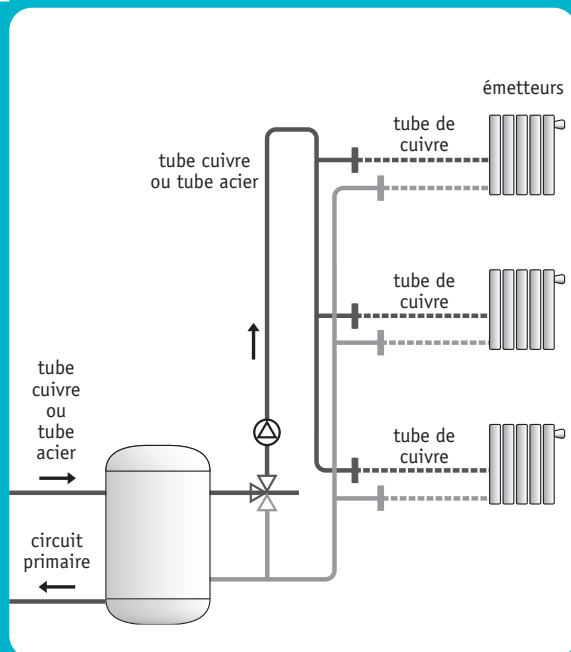 émetteurs
tube de
cuivre
tube cuivre
ou tube acier
tube de
cuivre
tube
cuivre
ou
tube
acier
tube de
cuivre
circuit
primaire